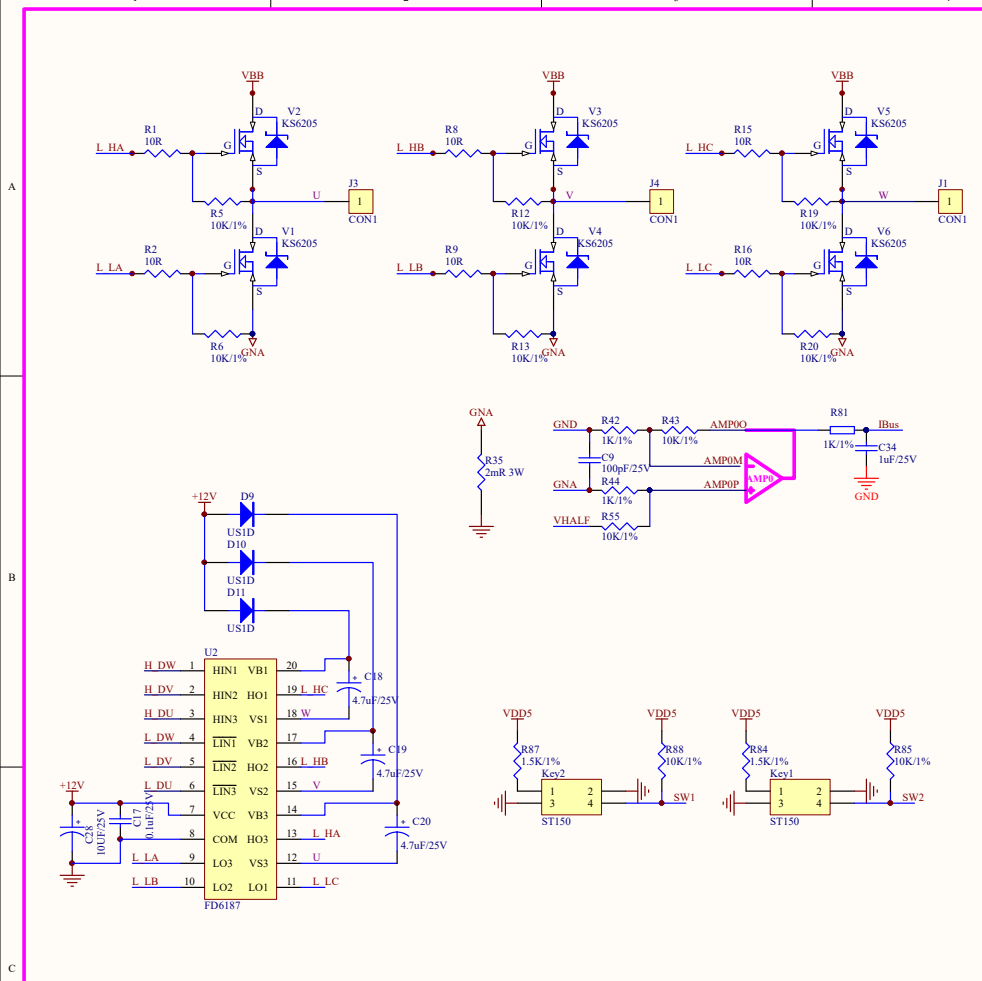 VBB VBB VBB
D V2 D V3 D V5
KS6205 KS6205 KS6205
R1 R8 R15
10R 10R 10R
L_HA G L_HB G L_HC G
S S S
A J3 J4 J1
U 1 V 1 W 1
R5 R12 R19
10K/1% CON1 10K/1% CON1 10K/1% CON1
D V1 D V4 D V6
KS6205 KS6205 KS6205
R2 R9 R16
10R 10R 10R
L_LA G L_LB G L_LC G
S S S
R6 R13 R20
10K/1% GNA 10K/1% GNA 10K/1% GNA
GNA
R35
2mR 3W
GND R42 R43 AMP0O R81 IBus
1K/1% 10K/1% 1K/1% C34
1uF/25V
GND
C9
100pF/25V
AMP0M
AMP0
GNA R44 AMP0P
1K/1%
VHALF R55
10K/1%
+12V D9
US1D
D10
US1D
B
D11
US1D
U2
H_DW 1 HIN1 VB1 20
H_DV 2 HIN2 HO1 19 L_HC
H_DU 3 HIN3 VS1 18 W
L_DW 4 LIN1 VB2 17
L_DV 5 LIN2 HO2 16 L_HB
L_DU 6 LIN3 VS2 15 V
7 VCC VB3 14
8 COM HO3 13 L_HA
L_LA 9 LO3 VS3 12 U
L_LB 10 LO2 LO1 11 L_LC
FD6187
+ C18
4.7uF/25V
+ C19
4.7uF/25V
+ C20
4.7uF/25V
+12V
+ C28
10UF/25V
C17
0.1uF/25V
VDD5 VDD5 VDD5 VDD5
R87 R88 R84 R85
1.5K/1% 10K/1% 1.5K/1% 10K/1%
Key2 Key1
1 2 1 2
3 4 SW1 3 4 SW2
ST150 ST150
C